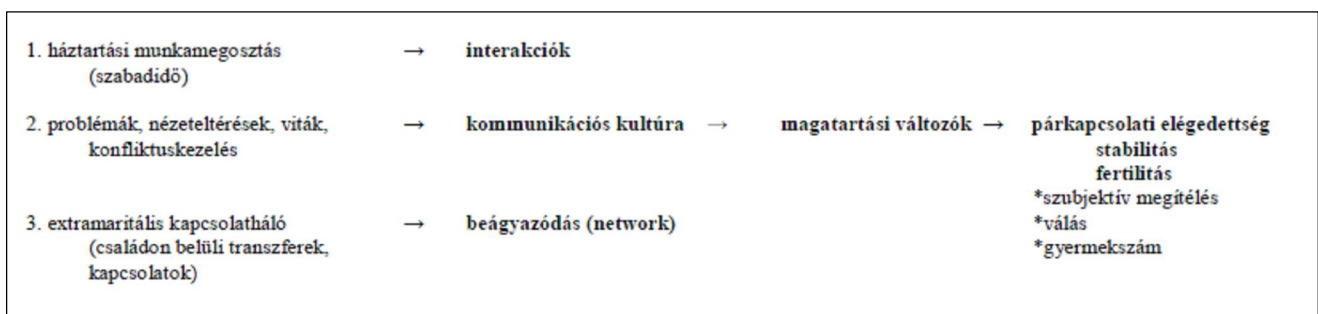 1. háztartási munkamegosztás → interakciók
(szabadidő)
2. problémák, nézeteltérések, viták, → kommunikációs kultúra → magatartási változók → párkapcsolati elégedettség
konfliktuskezelés stabilitás
fertilitás
*szubjektív megítélés
3. extramaritális kapcsolatháló → beágyazódás (network) *válás
(családon belüli transzferek, *gyermekszám
kapcsolatok)